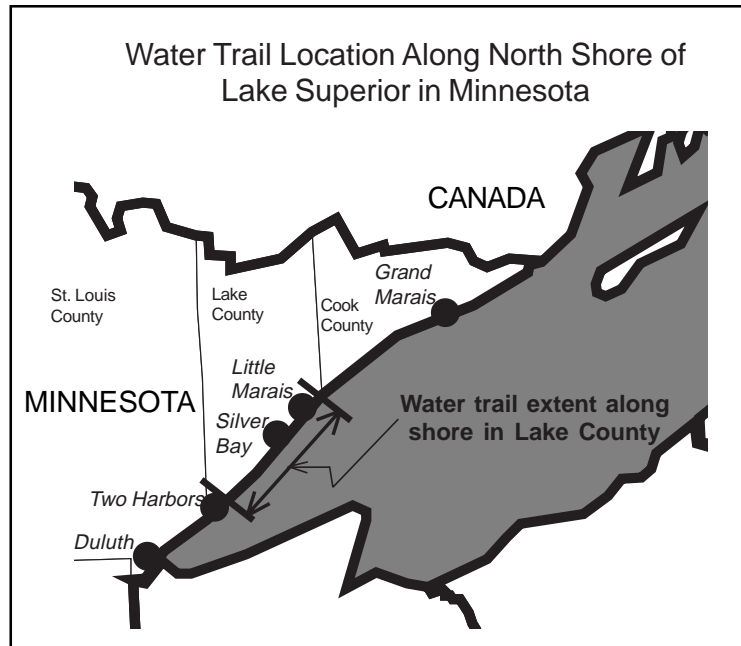 Water Trail Location Along North Shore of
Lake Superior in Minnesota
CANADA
Grand
Marais
St. Louis
County
Lake
County
Cook
County
Little
Marais
MINNESOTA
Silver
Bay
Water trail extent along
shore in Lake County
Two Harbors
Duluth